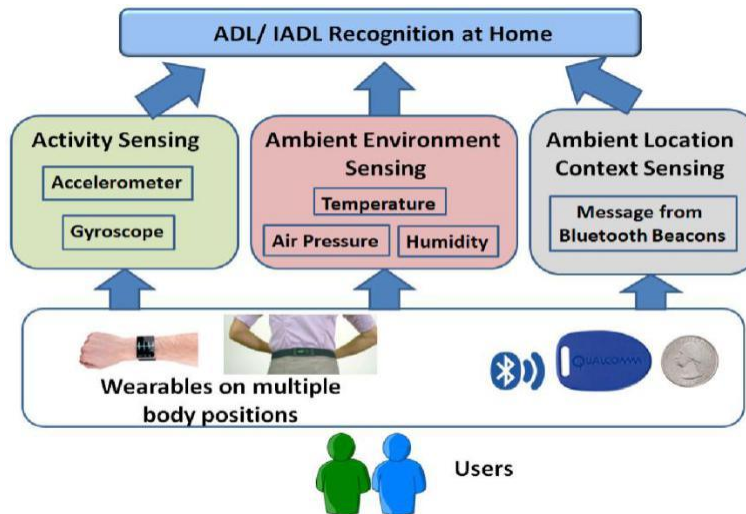 ADL/ IADL Recognition at Home
Activity Sensing
Accelerometer
Gyroscope
Ambient Environment
Sensing
Temperature
Air Pressure
Humidity
Ambient Location
Context Sensing
Message from
Bluetooth Beacons
Wearables on multiple
body positions
QUALCOMM
Users